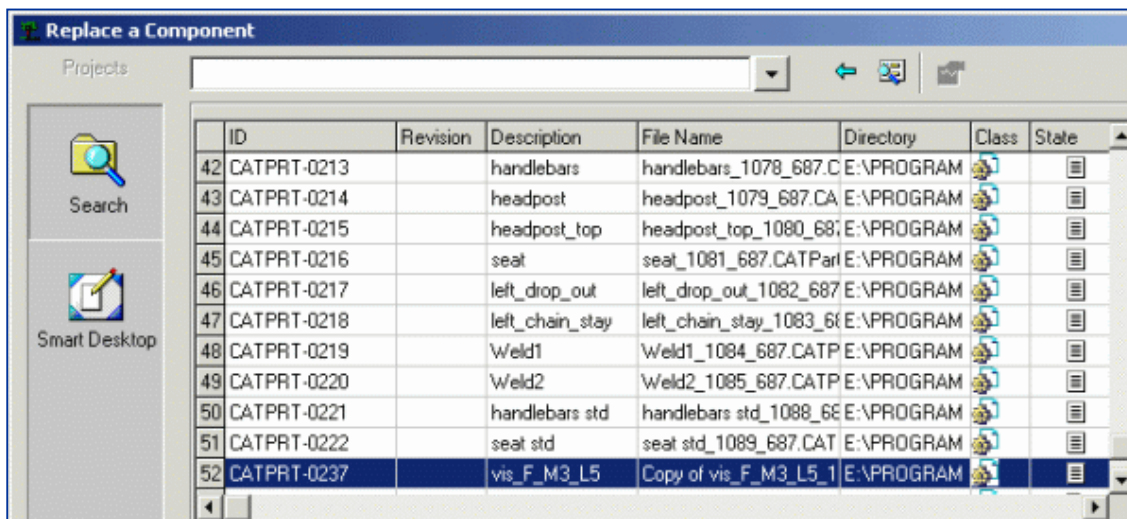 Replace a Component
Projects
Search
Smart Desktop
ID Revision Description File Name Directory Class State
42 CATPRT-0213 handlebars handlebars_1078_687.C E:\PROGRAM
43 CATPRT-0214 headpost headpost_1079_687.CA E:\PROGRAM
44 CATPRT-0215 headpost_top headpost_top_1080_687. E:\PROGRAM
45 CATPRT-0216 seat seat_1081_687.CATPar E:\PROGRAM
46 CATPRT-0217 left_drop_out left_drop_out_1082_687 E:\PROGRAM
47 CATPRT-0218 left_chain_stay left_chain_stay_1083_68 E:\PROGRAM
48 CATPRT-0219 Weld1 Weld1_1084_687.CATP E:\PROGRAM
49 CATPRT-0220 Weld2 Weld2_1085_687.CATP E:\PROGRAM
50 CATPRT-0221 handlebars std handlebars std_1088_68 E:\PROGRAM
51 CATPRT-0222 seat std seat std_1089_687.CAT E:\PROGRAM
52 CATPRT-0237 vis_F_M3_L5 Copy of vis_F_M3_L5_1 E:\PROGRAM